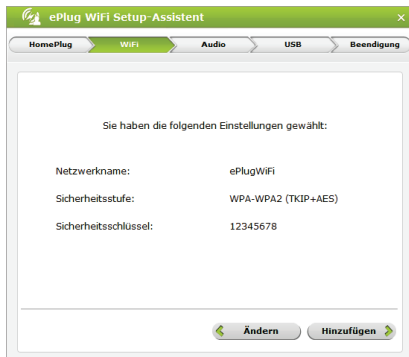 ePlug WiFi Setup-Assistent ×
HomePlug WiFi Audio USB Beendigung
Sie haben die folgenden Einstellungen gewählt:
Netzwerkname: ePlugWiFi
Sicherheitsstufe: WPA-WPA2 (TKIP+AES)
Sicherheitsschlüssel: 12345678
Ändern Hinzufügen